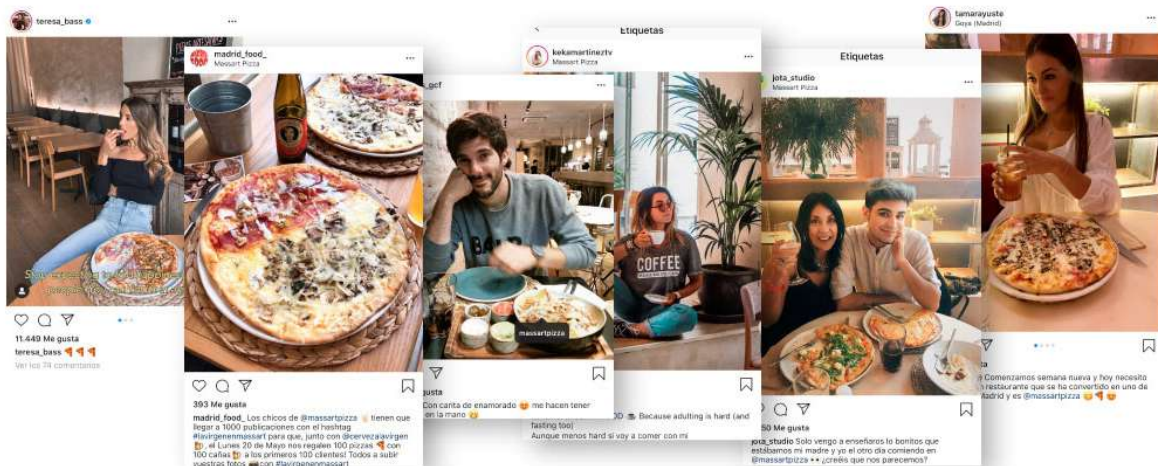 teresa_bass
11.449 Me gusta
teresa_bass
Ver los 74 comentarios
madrid_food_
Massart Pizza
393 Me gusta
madrid_food_ Los chicos de @massartpizza tienen que
llegar a 1000 publicaciones con el hashtag
#lavirgenenmassart para que, junto con @cervezalavirgen
, el Lunes 20 de Mayo nos regalen 100 pizzas con
100 cañas a los primeros 100 clientes! Todos a subir
vuestras fotos con #lavirgenenmassart
_gcf
massartpizza
gusta
Con carita de enamorado me hacen tener
en la mano
Etiquetas
kekamartineztv
Massart Pizza
COFFEE
OD Because adulting is hard (and
fasting too)
Aunque menos hard si voy a comer con mi
Etiquetas
jota_studio
Massart Pizza
50 Me gusta
jota_studio Solo vengo a enseñaros lo bonitos que
estábamos mi madre y yo el otro día comiendo en
@massartpizza ¿creéis que nos parecemos?
tamarayuste
Goya (Madrid)
Comenzamos semana nueva y hoy necesito
restaurante que se ha convertido en uno de
Madrid y es @massartpizza